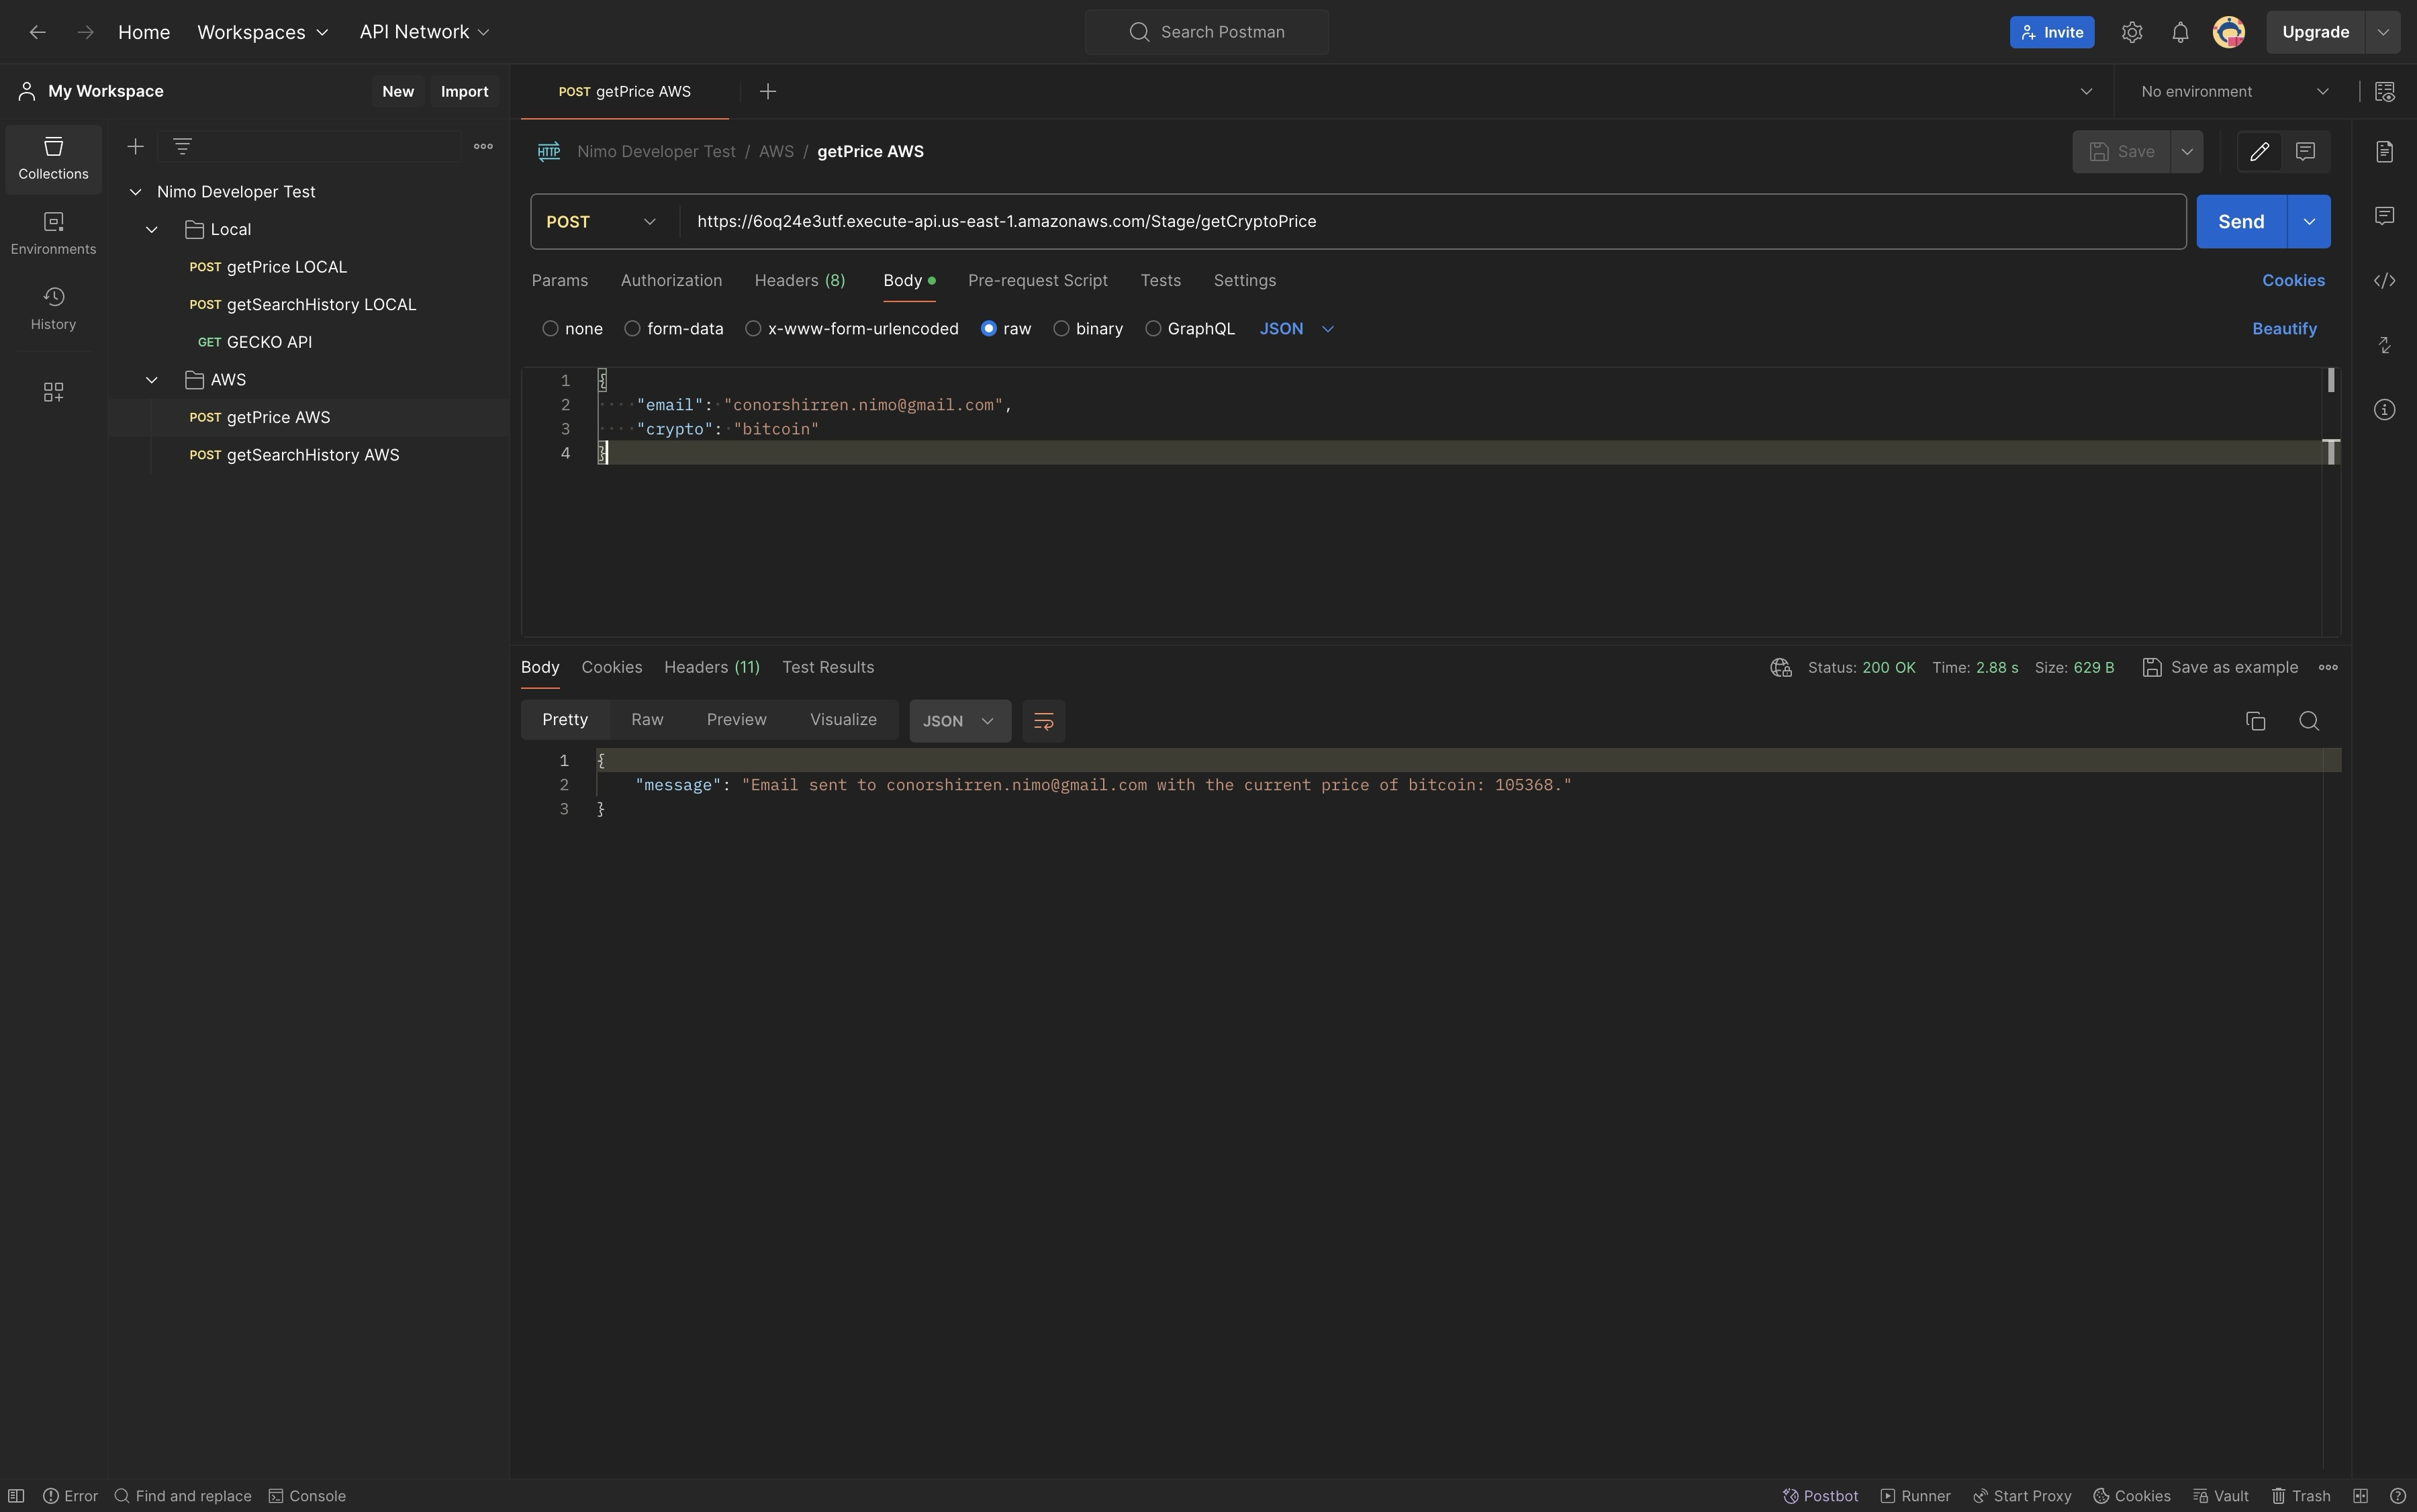 Home Workspaces API Network Search Postman Invite Upgrade
My Workspace New Import POST getPrice AWS No environment
Collections
Environments
History
Nimo Developer Test
Local
POST getPrice LOCAL
POST getSearchHistory LOCAL
GET GECKO API
AWS
POST getPrice AWS
POST getSearchHistory AWS
HTTP Nimo Developer Test / AWS / getPrice AWS Save
POST https://6oq24e3utf.execute-api.us-east-1.amazonaws.com/Stage/getCryptoPrice Send
Params Authorization Headers (8) Body Pre-request Script Tests Settings Cookies
none form-data x-www-form-urlencoded raw binary GraphQL JSON Beautify
1 {
2 "email": "conorshirren.nimo@gmail.com",
3 "crypto": "bitcoin"
4 }
Body Cookies Headers (11) Test Results Status: 200 OK Time: 2.88 s Size: 629 B Save as example
Pretty Raw Preview Visualize JSON
1 {
2 "message": "Email sent to conorshirren.nimo@gmail.com with the current price of bitcoin: 105368."
3 }
Error Find and replace Console Postbot Runner Start Proxy Cookies Vault Trash